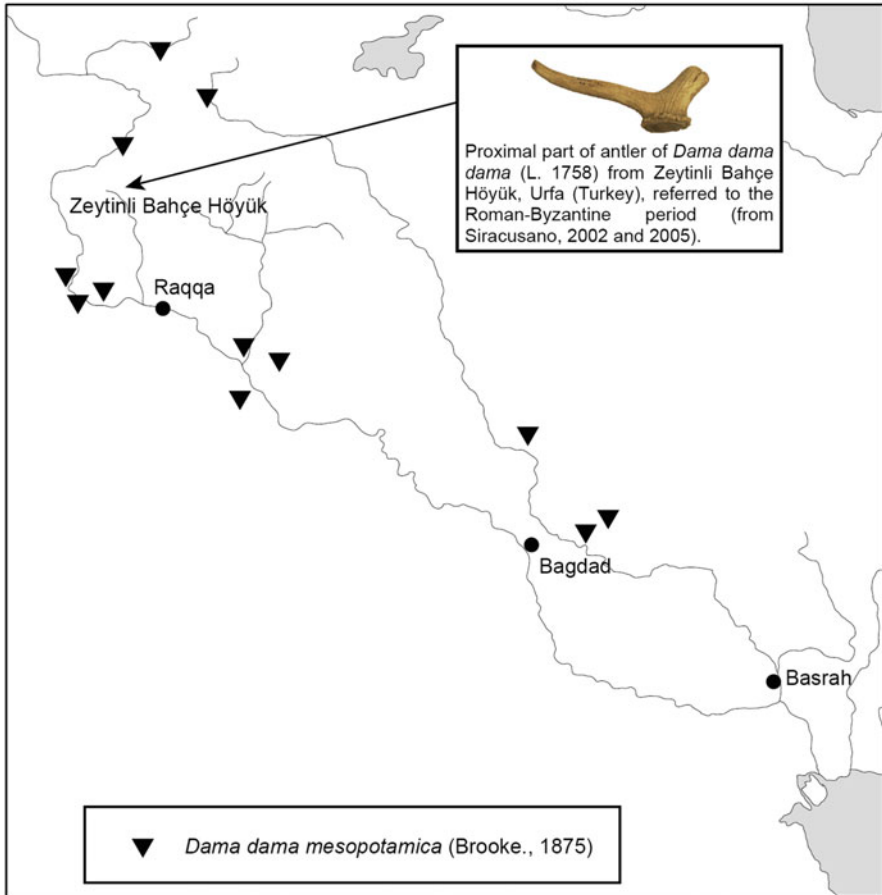 Proximal part of antler of Dama dama
dama (L. 1758) from Zeytinli Bahçe
Höyük, Urfa (Turkey), referred to the
Roman-Byzantine period (from
Siracusano, 2002 and 2005).
Zeytinli Bahçe Höyük
Raqqa
Bagdad
Basrah
Dama dama mesopotamica (Brooke., 1875)